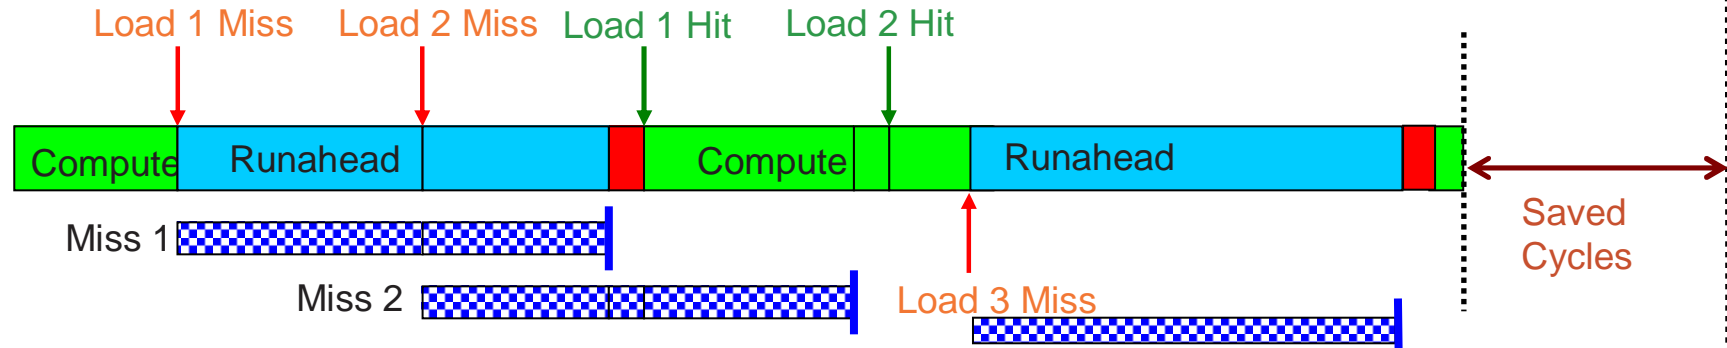 Load 1 Miss
Load 2 Miss
Load 1 Hit
Load 2 Hit
Compute
Runahead
Compute
Runahead
Saved
Cycles
Miss 1
Miss 2
Load 3 Miss